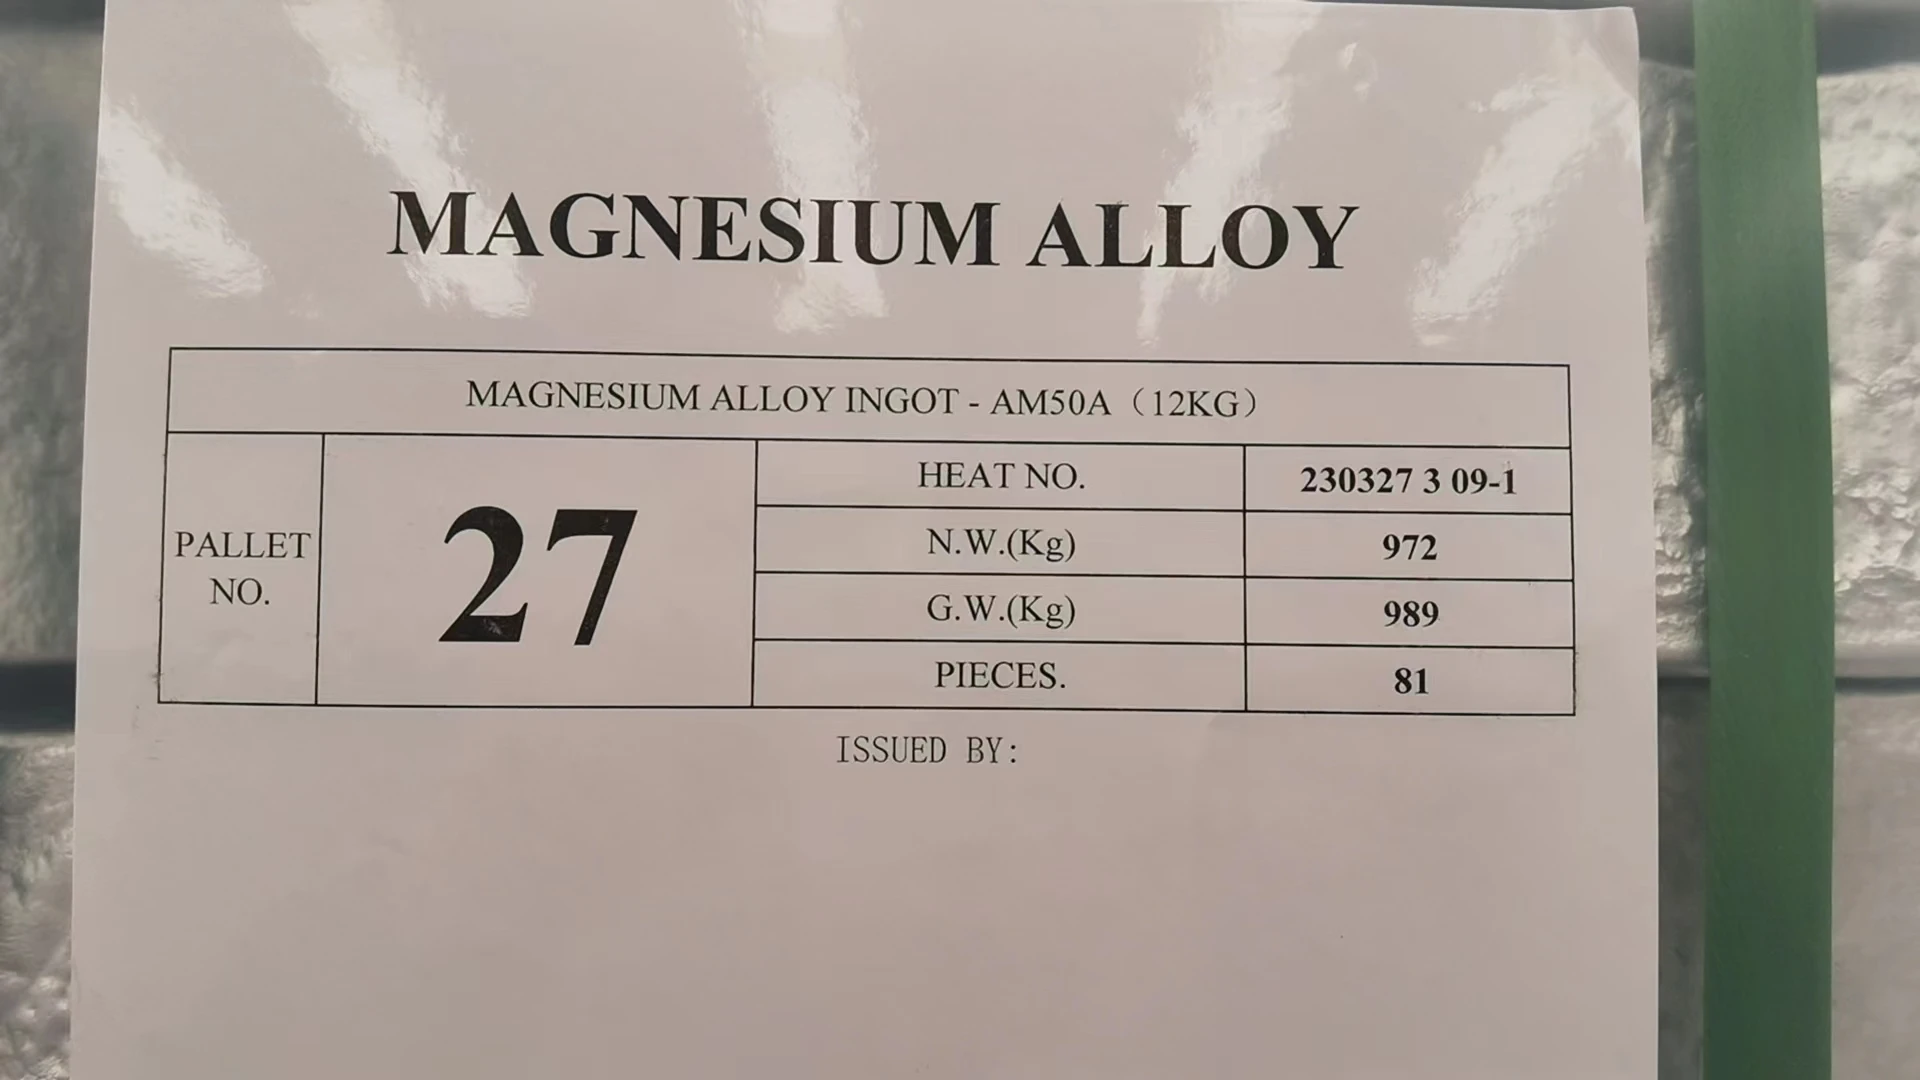 MAGNESIUM ALLOY
MAGNESIUM ALLOY INGOT - AM50A（12KG）
PALLET
NO.
27
HEAT NO. 230327 3 09-1
N.W.(Kg) 972
G.W.(Kg) 989
PIECES. 81
ISSUED BY: